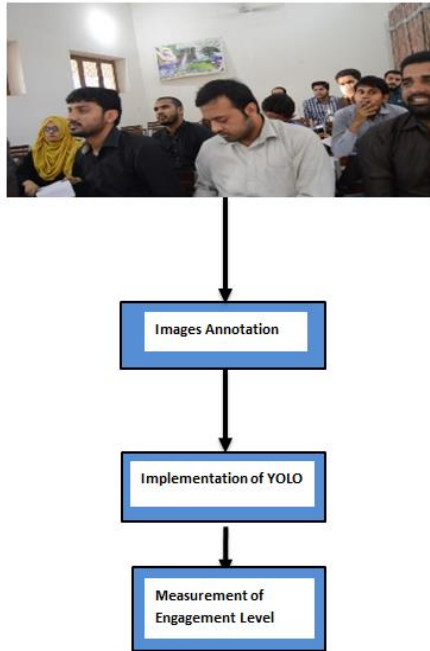 Images Annotation
Implementation of YOLO
Measurement of
Engagement Level